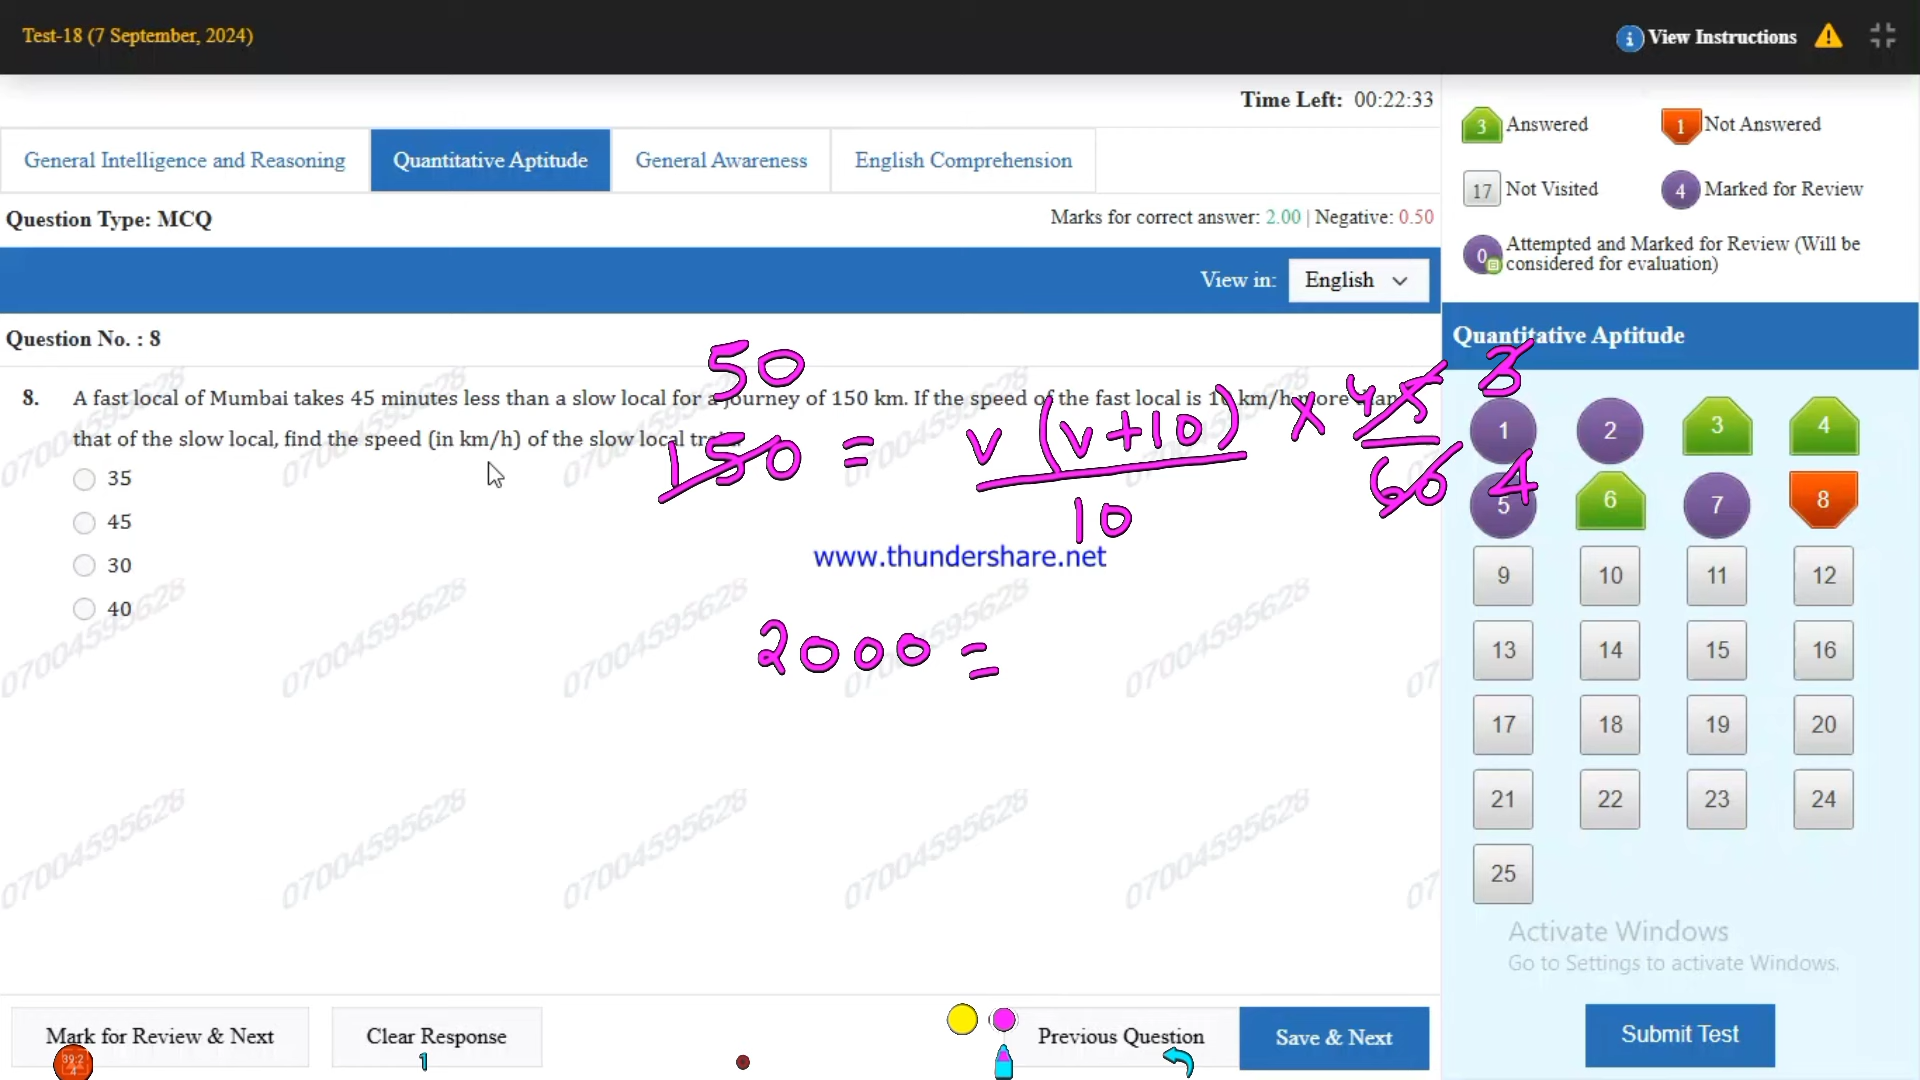 Test-18 (7 September, 2024)
View Instructions
Time Left: 00:22:33
General Intelligence and Reasoning
Quantitative Aptitude
General Awareness
English Comprehension
Question Type: MCQ
Marks for correct answer: 2.00 | Negative: 0.50
View in: English
Question No. : 8
8. A fast local of Mumbai takes 45 minutes less than a slow local for a journey of 150 km. If the speed of the fast local is 10 km/h more than
that of the slow local, find the speed (in km/h) of the slow local train.
35
45
30
40
50
150 = v (v+10) / 10 × 45 / 60
3
4
2000 =
www.thundershare.net
07004595628
Mark for Review & Next
Clear Response
Previous Question
Save & Next
39:2
4
1
3 Answered
1 Not Answered
17 Not Visited
4 Marked for Review
0 Attempted and Marked for Review (Will be
considered for evaluation)
Quantitative Aptitude
1 2 3 4
5 6 7 8
9 10 11 12
13 14 15 16
17 18 19 20
21 22 23 24
25
Activate Windows
Go to Settings to activate Windows.
Submit Test